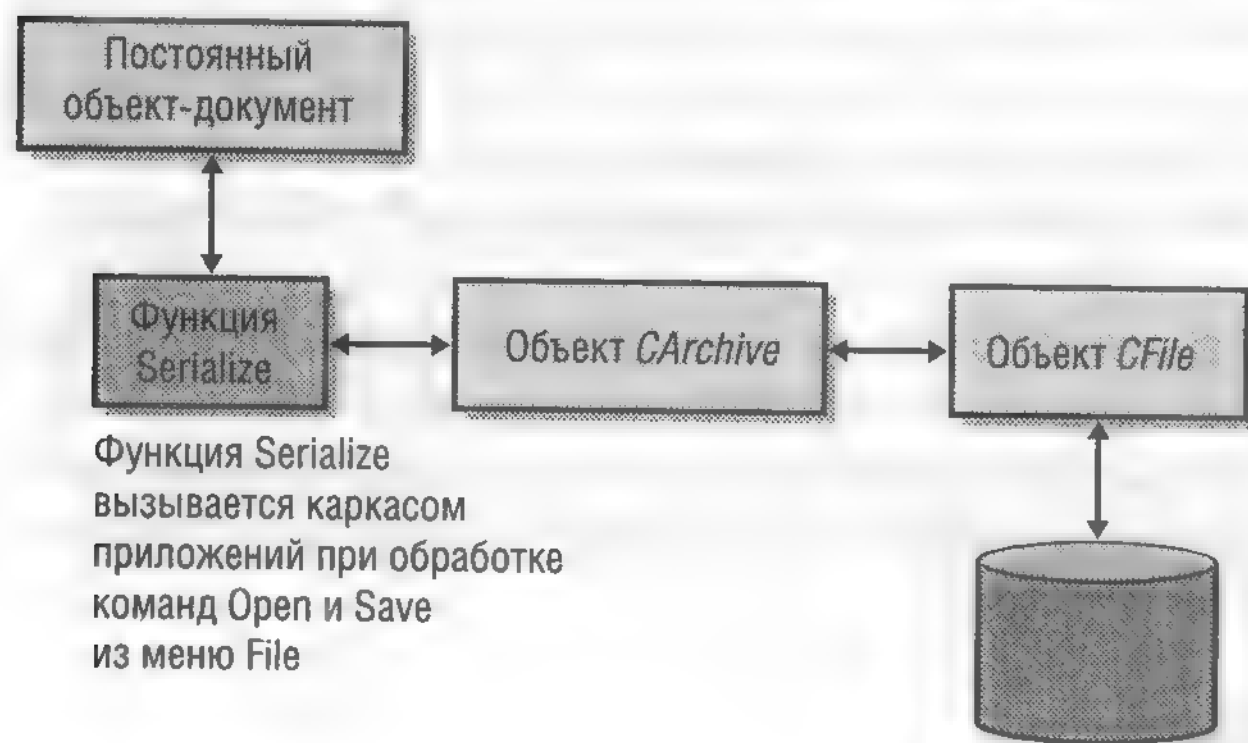 Постоянный
объект-документ
Функция
Serialize
Объект CArchive
Объект CFile
Функция Serialize
вызывается каркасом
приложений при обработке
команд Open и Save
из меню File